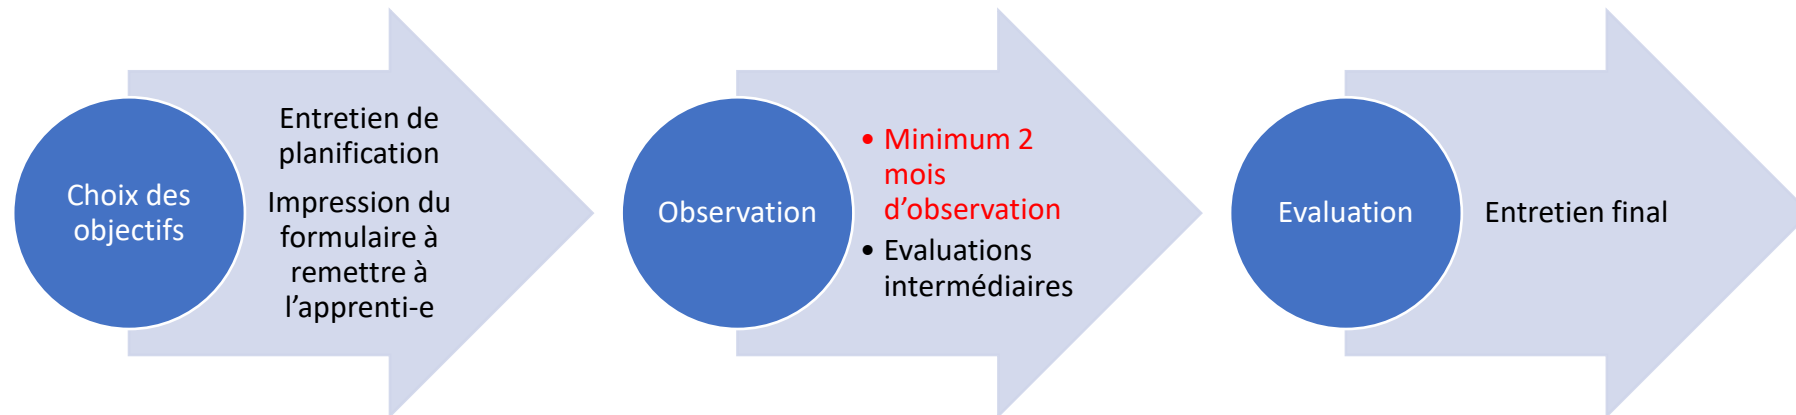 Choix des
objectifs
Entretien de
planification
Impression du
formulaire à
remettre à
l’apprenti-e
Observation
• Minimum 2
mois
d’observation
• Evaluations
intermédiaires
Evaluation
Entretien final